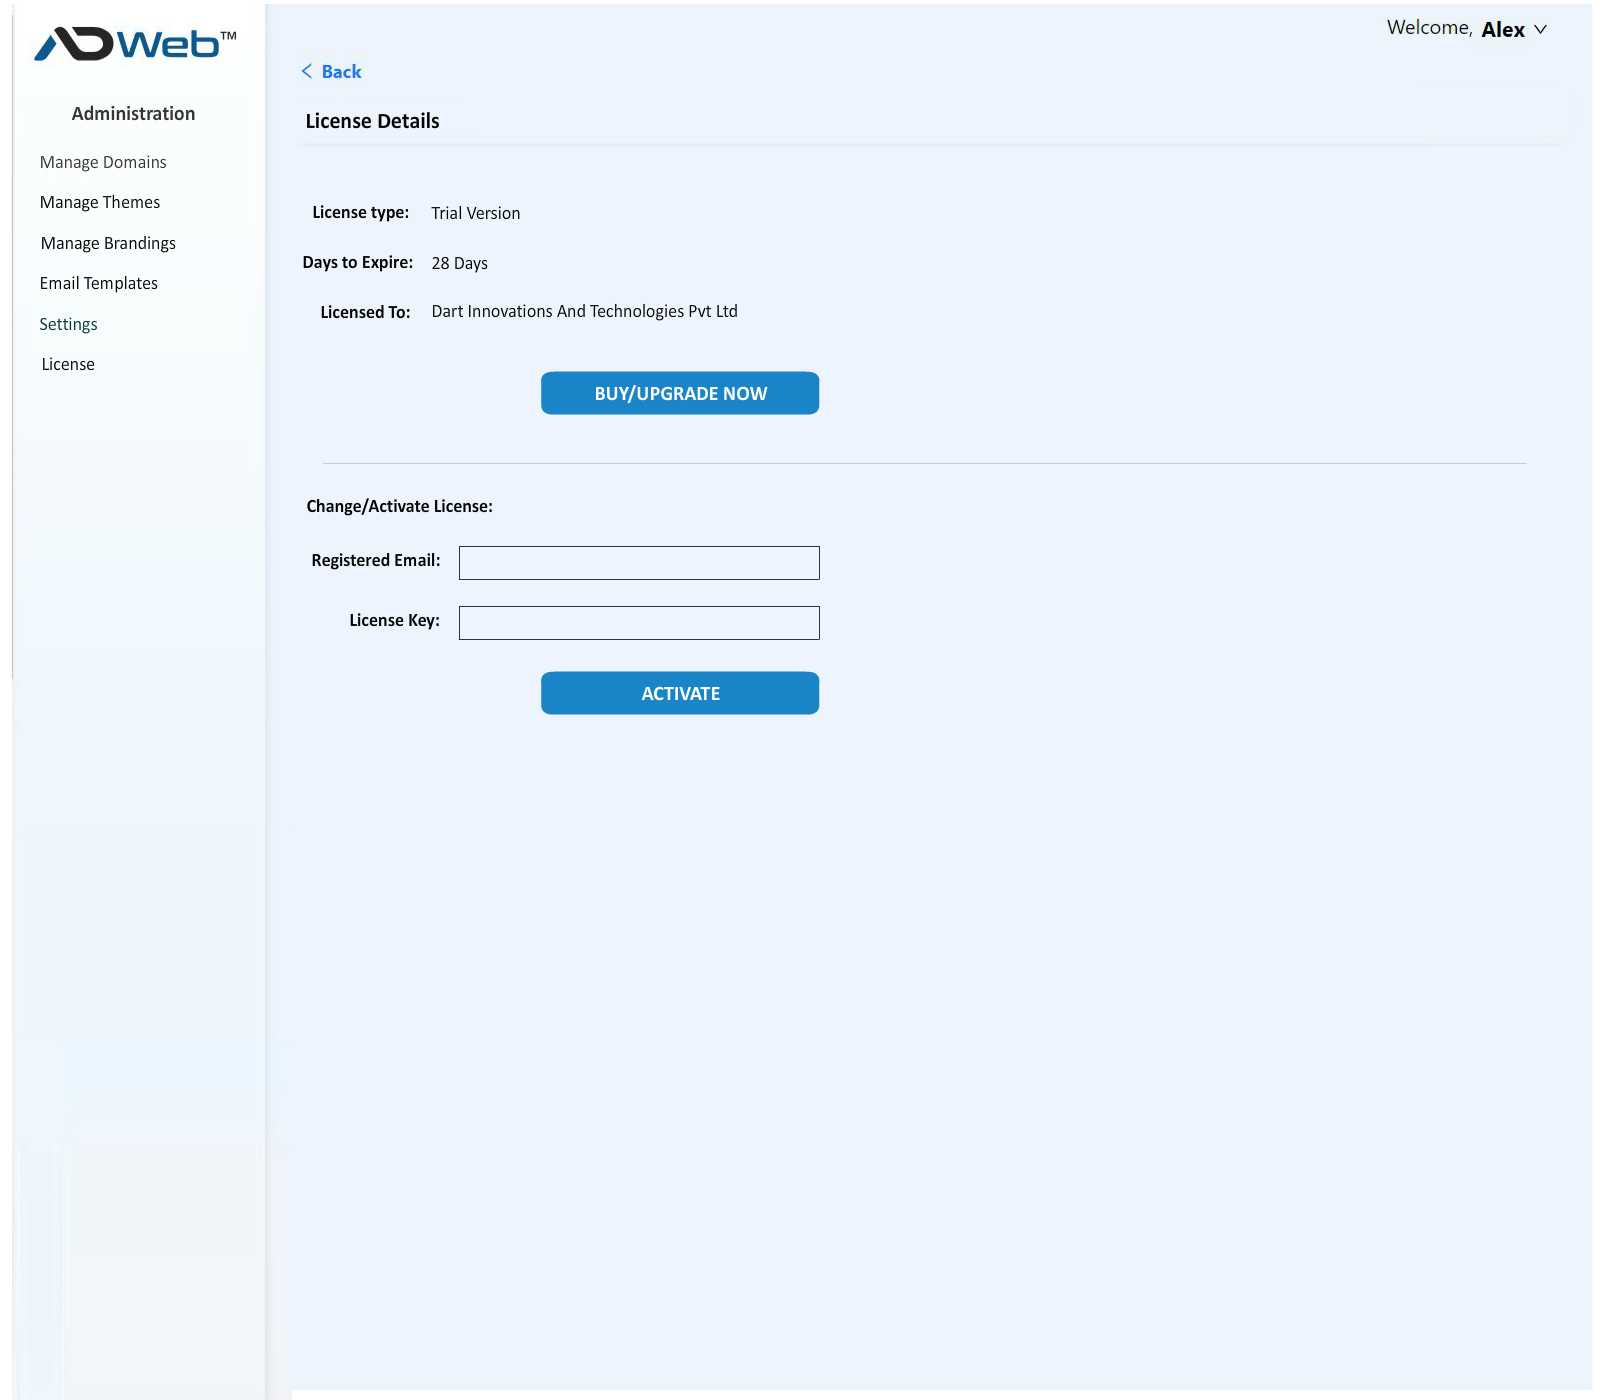 ADWeb™
Welcome, Alex
Back
Administration
License Details
Manage Domains
Manage Themes
Manage Brandings
Email Templates
Settings
License
License type: Trial Version
Days to Expire: 28 Days
Licensed To: Dart Innovations And Technologies Pvt Ltd
BUY/UPGRADE NOW
Change/Activate License:
Registered Email:
License Key:
ACTIVATE